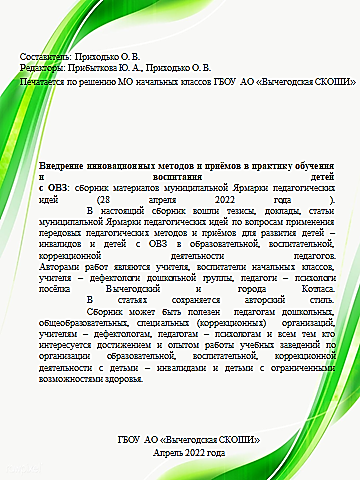 Составитель: Приходько О. В.
Редакторы: Прибыткова Ю. А., Приходько О. В.
Печатается по решению МО начальных классов ГБОУ АО «Вычегодская СКОШИ»
Внедрение инновационных методов и приёмов в практику обучения
и воспитания детей
с ОВЗ: сборник материалов муниципальной Ярмарки педагогических
идей (28 апреля 2022 года ).
В настоящий сборник вошли тезисы, доклады, статьи
муниципальной Ярмарки педагогических идей по вопросам применения
передовых педагогических методов и приёмов для развития детей –
инвалидов и детей с ОВЗ в образовательной, воспитательной,
коррекционной деятельности педагогов.
Авторами работ являются учителя, воспитатели начальных классов,
учителя – дефектологи дошкольной группы, педагоги – психологи
посёлка Вычегодский и города Котласа.
В статьях сохраняется авторский стиль.
Сборник может быть полезен педагогам дошкольных,
общеобразовательных, специальных (коррекционных) организаций,
учителям – дефектологам, педагогам – психологам и всем тем кто
интересуется достижением и опытом работы учебных заведений по
организации образовательной, воспитательной, коррекционной
деятельности с детьми – инвалидами и детьми с ограниченными
возможностями здоровья.
ГБОУ АО «Вычегодская СКОШИ»
Апрель 2022 года